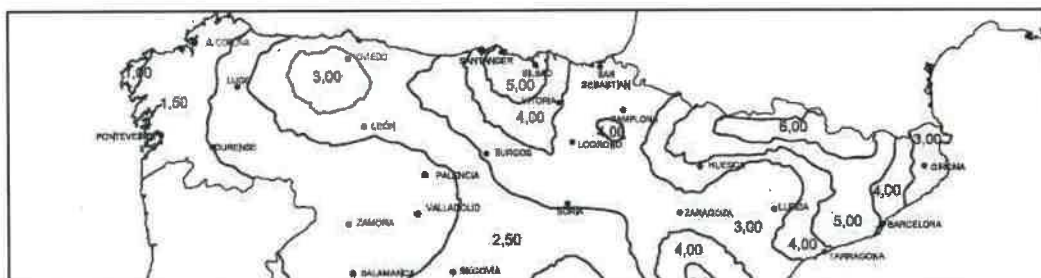 A CORUÑA
OVIEDO
SANTANDER
BILBAO
SAN
SEBASTIAN
1,00
1,50
LUGO
3,00
5,00
VITORIA
4,00
PAMPLONA
6,00
3,00
PONTEVEDRA
OURENSE
LEÓN
BURGOS
LOGROÑO
HUESCA
GIRONA
PALENCIA
4,00
VALLADOLID
ZAMORA
SORIA
ZARAGOZA
LLEIDA
3,00
5,00
BARCELONA
2,50
4,00
4,00
TARRAGONA
SALAMANCA
SEGOVIA